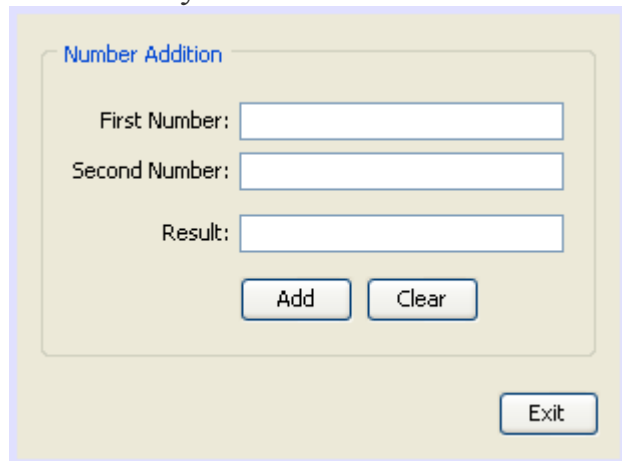 Number Addition
First Number:
Second Number:
Result:
Add Clear
Exit